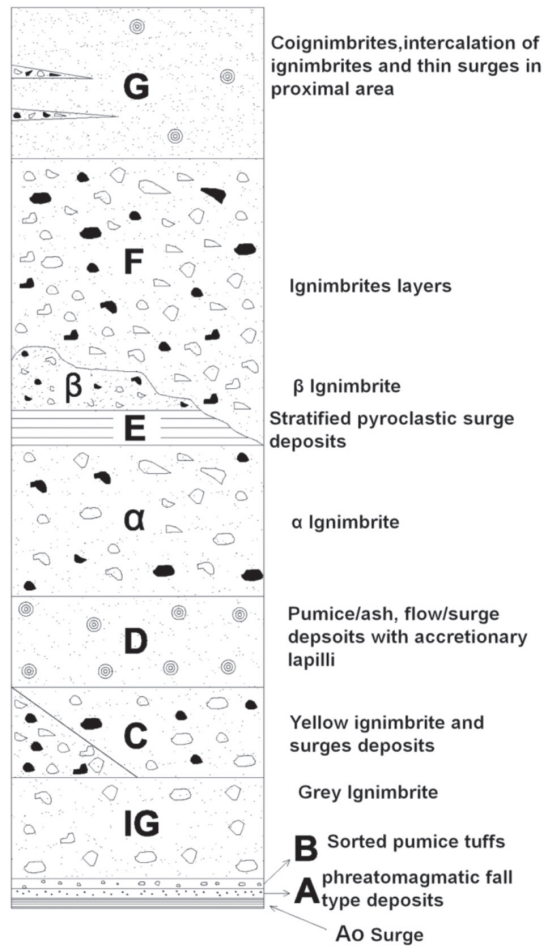 G
Coignimbrites,intercalation of
ignimbrites and thin surges in
proximal area
F
Ignimbrites layers
β
β Ignimbrite
E
Stratified pyroclastic surge
deposits
α
α Ignimbrite
D
Pumice/ash, flow/surge
depsoits with accretionary
lapilli
C
Yellow ignimbrite and
surges deposits
IG
Grey Ignimbrite
B Sorted pumice tuffs
A phreatomagmatic fall
type deposits
Ao Surge